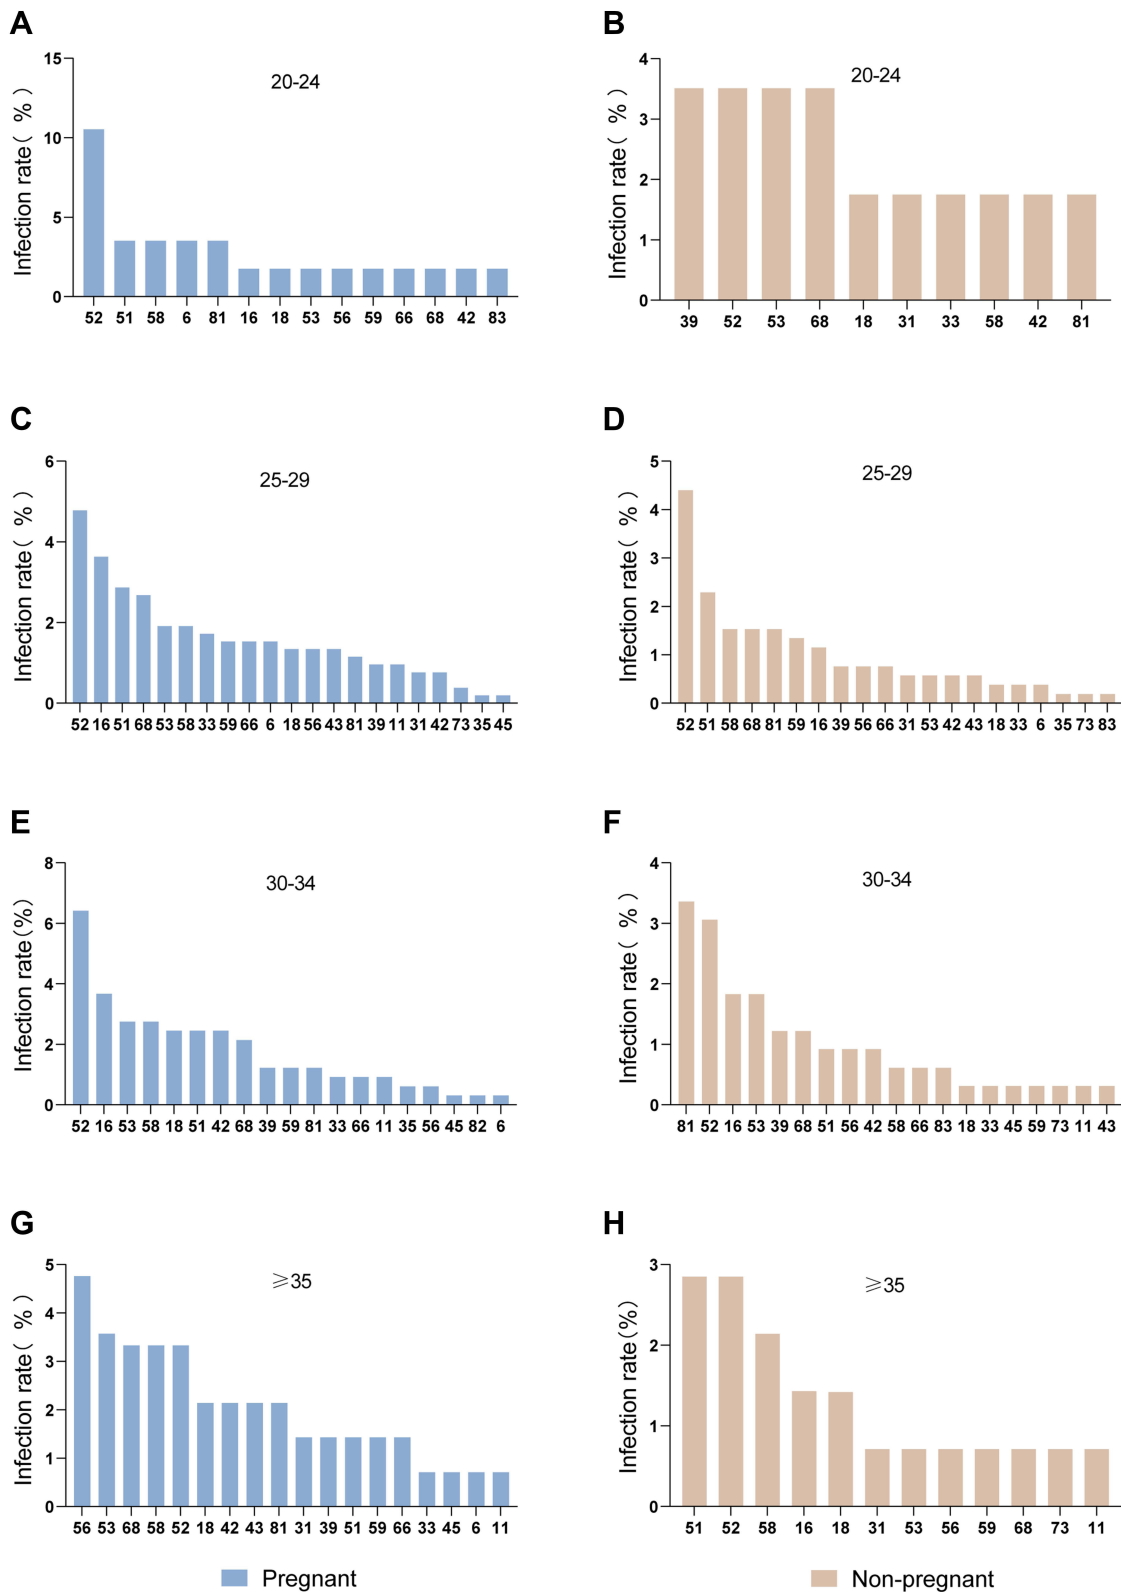 A
20-24
Infection rate( %)
15
10
5
0
52 51 58 6 81 16 18 53 56 59 66 68 42 83
B
20-24
Infection rate( %)
4
3
2
1
0
39 52 53 68 18 31 33 58 42 81
C
25-29
Infection rate( %)
6
4
2
0
52 16 51 68 53 58 33 59 66 6 18 56 43 81 39 11 31 42 73 35 45
D
25-29
Infection rate( %)
5
4
3
2
1
0
52 51 58 68 81 59 16 39 56 66 31 53 42 43 18 33 6 35 73 83
E
30-34
Infection rate(%)
8
6
4
2
0
52 16 53 58 18 51 42 68 39 59 81 33 66 11 35 56 45 82 6
F
30-34
Infection rate( %)
4
3
2
1
0
81 52 16 53 39 68 51 56 42 58 66 83 18 33 45 59 73 11 43
G
≥35
Infection rate( %)
5
4
3
2
1
0
56 53 68 58 52 18 42 43 81 31 39 51 59 66 33 45 6 11
H
≥35
Infection rate(%)
3
2
1
0
51 52 58 16 18 31 53 56 59 68 73 11
Pregnant
Non-pregnant